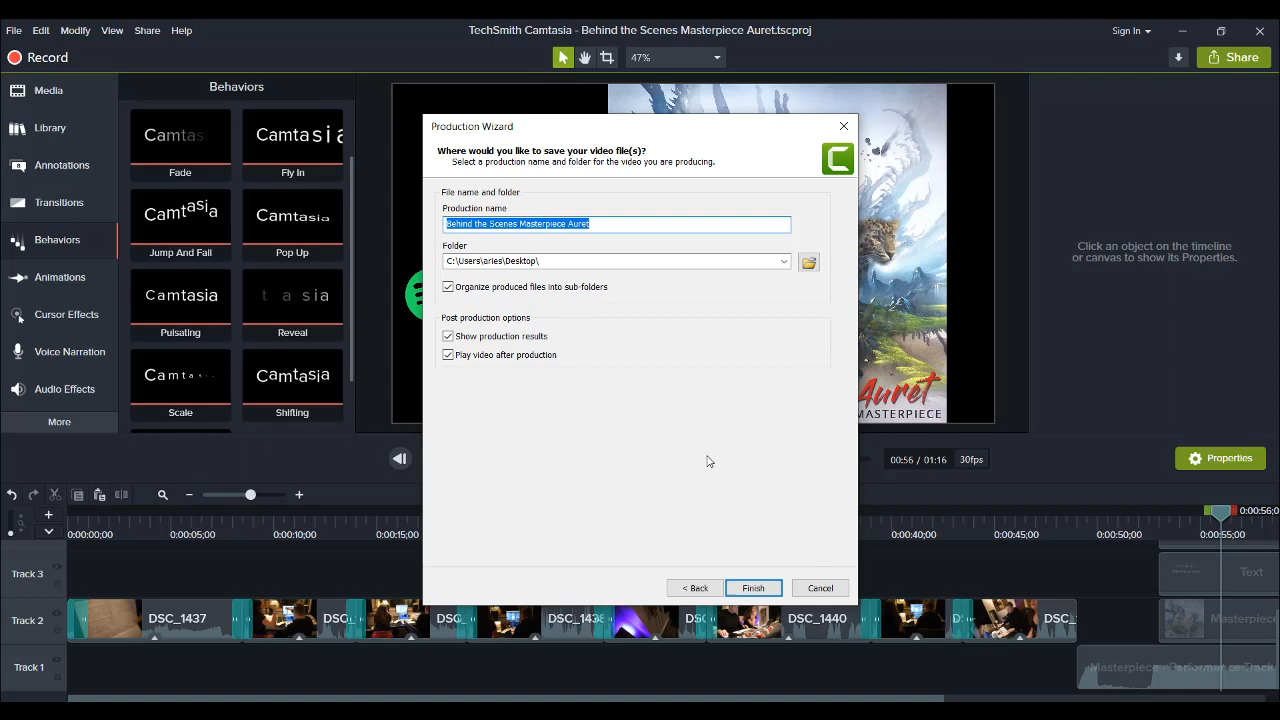 TechSmith Camtasia - Behind the Scenes Masterpiece Auret.tscproj
File Edit Modify View Share Help
Sign In
Record
47%
Share
Media
Library
Annotations
Transitions
Behaviors
Animations
Cursor Effects
Voice Narration
Audio Effects
More
Behaviors
Camtasia
Camtasia
Fade
Fly In
Camtasia
Camtasia
Jump And Fall
Pop Up
Camtasia
t a s i a
Pulsating
Reveal
Camt
Camtasia
Scale
Shifting
Production Wizard
Where would you like to save your video file(s)?
Select a production name and folder for the video you are producing.
File name and folder
Production name
Behind the Scenes Masterpiece Auret
Folder
C:\Users\aries\Desktop\
Organize produced files into sub-folders
Post production options
Show production results
Play video after production
< Back
Finish
Cancel
Auret
MASTERPIECE
Click an object on the timeline
or canvas to show its Properties.
00:56 / 01:16 30fps
Properties
0:00:56;0
0:00:00;00 0:00:05;00 0:00:10;00 0:00:15;00 0:00:40;00 0:00:45;00 0:00:50;00 0:00:55;00
Track 3
Text
Track 2
DSC_1437 DSC DSC DSC_143 DS DSC_1440 D DSC_1
Masterpiece
Track 1
Masterpiece - Performance Track